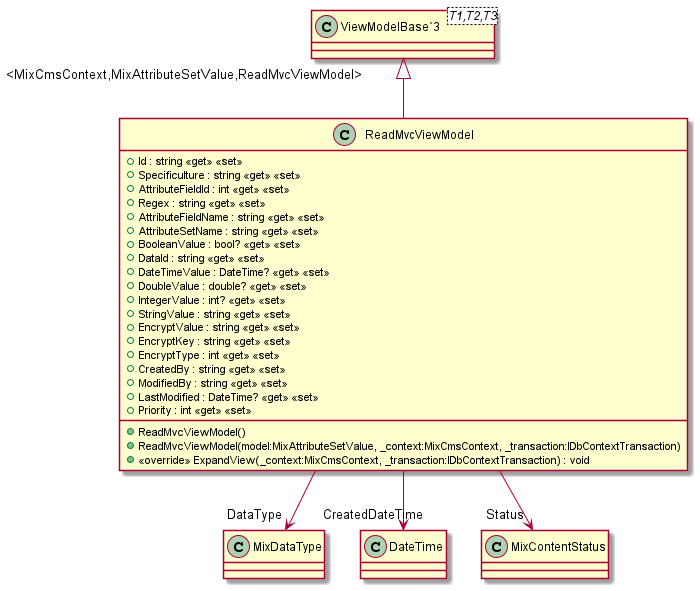 C ViewModelBase`3 T1,T2,T3
<MixCmsContext,MixAttributeSetValue,ReadMvcViewModel>
C ReadMvcViewModel
Id : string «get» «set»
Specificulture : string «get» «set»
AttributeFieldId : int «get» «set»
Regex : string «get» «set»
AttributeFieldName : string «get» «set»
AttributeSetName : string «get» «set»
BooleanValue : bool? «get» «set»
DataId : string «get» «set»
DateTimeValue : DateTime? «get» «set»
DoubleValue : double? «get» «set»
IntegerValue : int? «get» «set»
StringValue : string «get» «set»
EncryptValue : string «get» «set»
EncryptKey : string «get» «set»
EncryptType : int «get» «set»
CreatedBy : string «get» «set»
ModifiedBy : string «get» «set»
LastModified : DateTime? «get» «set»
Priority : int «get» «set»
ReadMvcViewModel()
ReadMvcViewModel(model:MixAttributeSetValue, _context:MixCmsContext, _transaction:IDbContextTransaction)
«override» ExpandView(_context:MixCmsContext, _transaction:IDbContextTransaction) : void
DataType CreatedDateTime Status
C MixDataType C DateTime C MixContentStatus